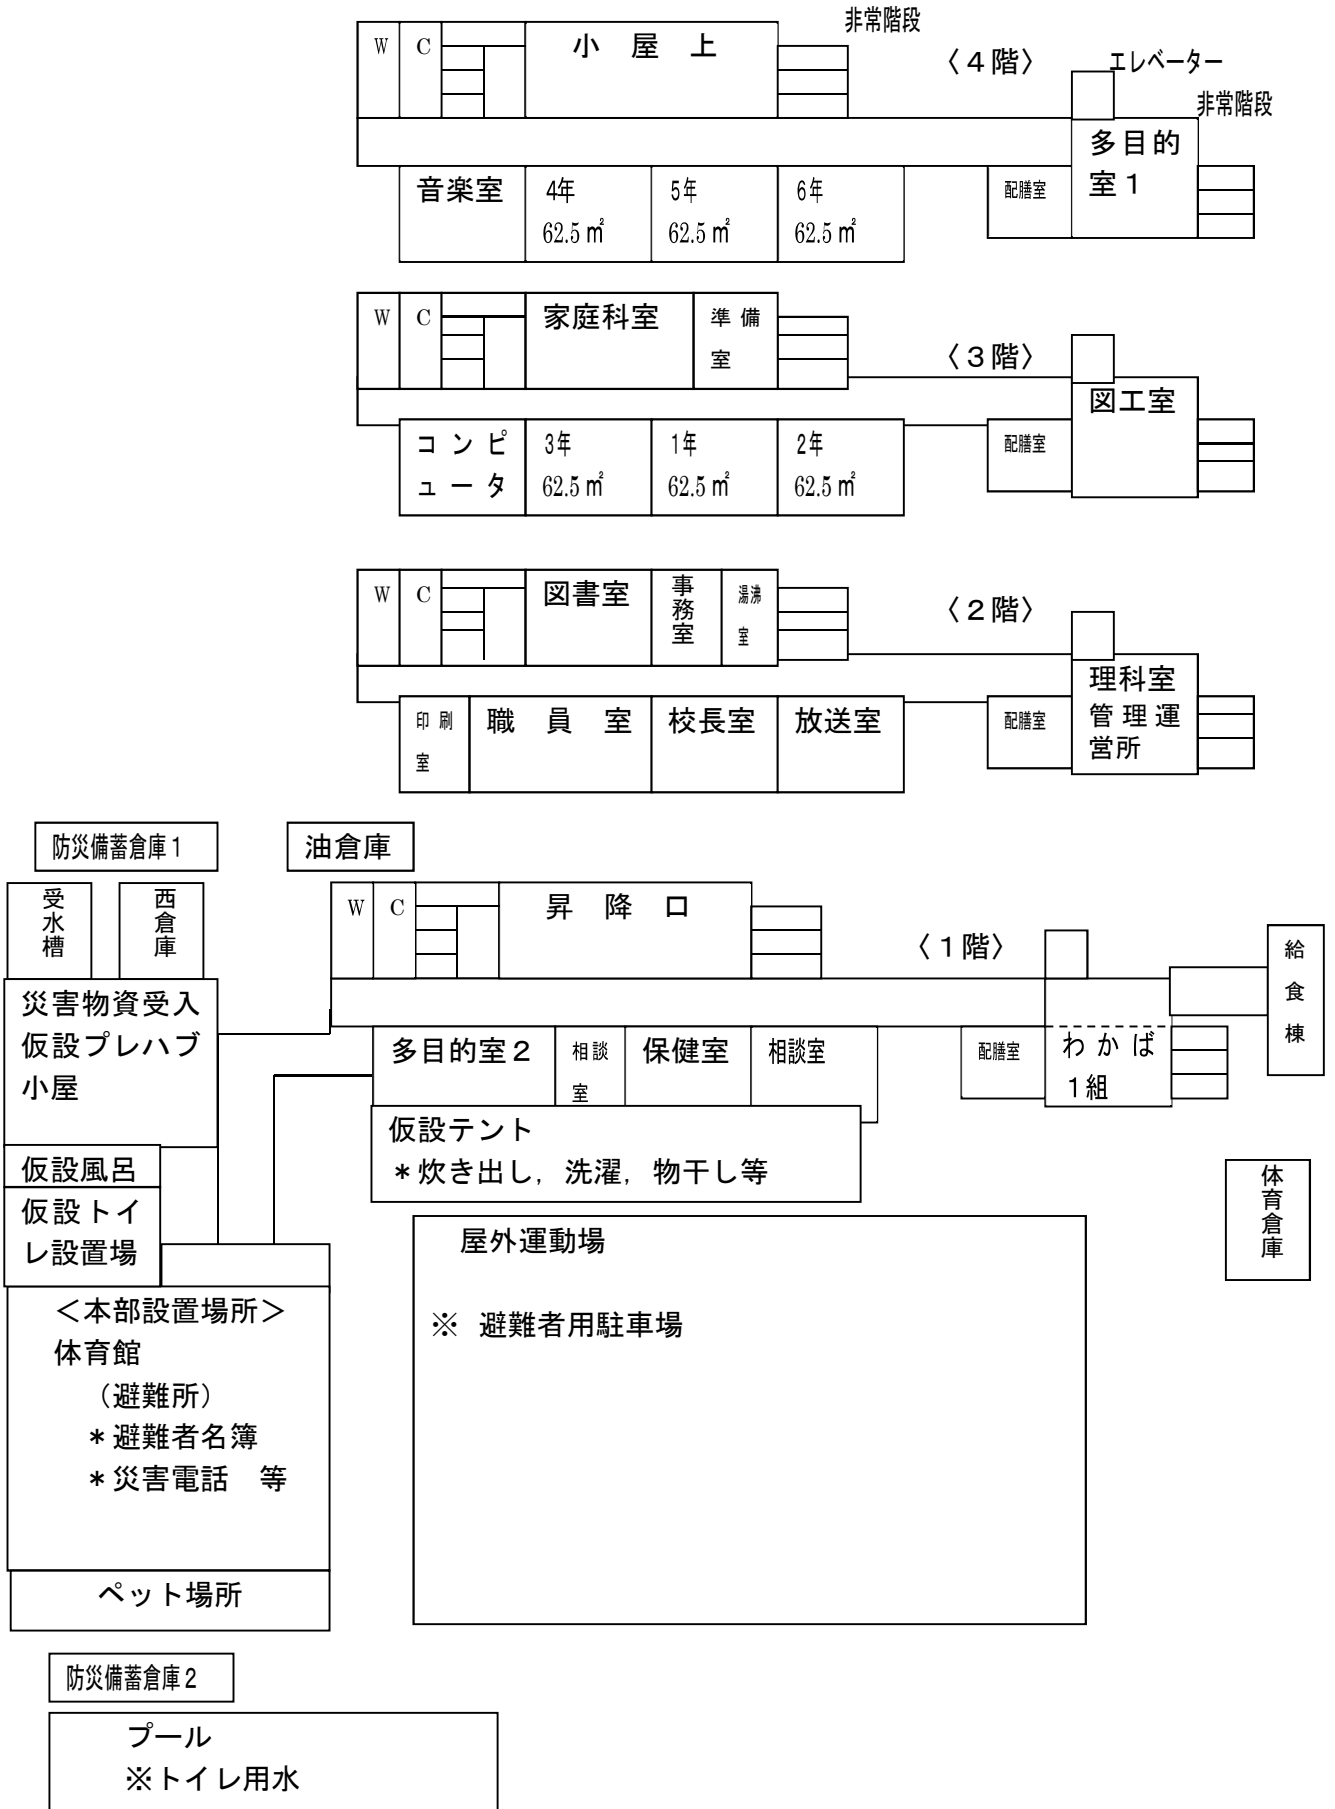 非常階段
W C 小 屋 上
〈４階〉 エレベーター
非常階段
多目的
室１
音楽室 4年 5年 6年 配膳室
62.5㎡ 62.5㎡ 62.5㎡
W C 家庭科室 準備
室
〈３階〉
図工室
コンピ 3年 1年 2年 配膳室
ュータ 62.5㎡ 62.5㎡ 62.5㎡
W C 図書室 事務室 湯沸
室
〈２階〉
理科室
管理運
営所
印刷
室
職 員 室 校長室 放送室 配膳室
防災備蓄倉庫１ 油倉庫
受水槽 西倉庫 W C 昇 降 口
〈１階〉
給食棟
災害物資受入
仮設プレハブ
小屋
多目的室２ 相談
室
保健室 相談室 配膳室 わかば
１組
仮設テント
＊炊き出し，洗濯，物干し等
仮設風呂
仮設トイ
レ設置場
体育倉庫
屋外運動場
※ 避難者用駐車場
＜本部設置場所＞
体育館
（避難所）
＊避難者名簿
＊災害電話 等
ペット場所
防災備蓄倉庫２
プール
※トイレ用水